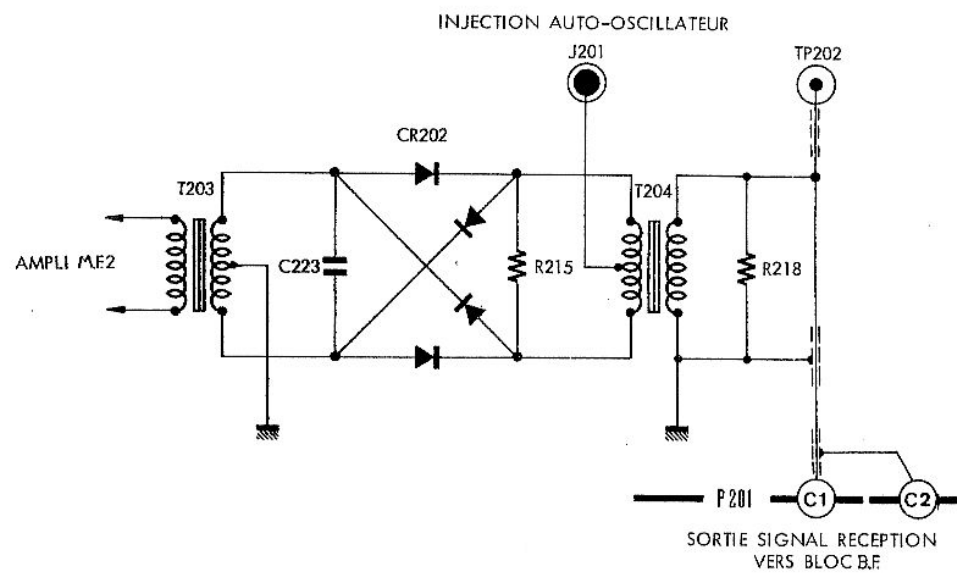 INJECTION AUTO-OSCILLATEUR
J201
TP202
CR202
T203
T204
AMPLI M.F.2
C223
R215
R218
P201
C1
C2
SORTIE SIGNAL RECEPTION
VERS BLOC B.F.